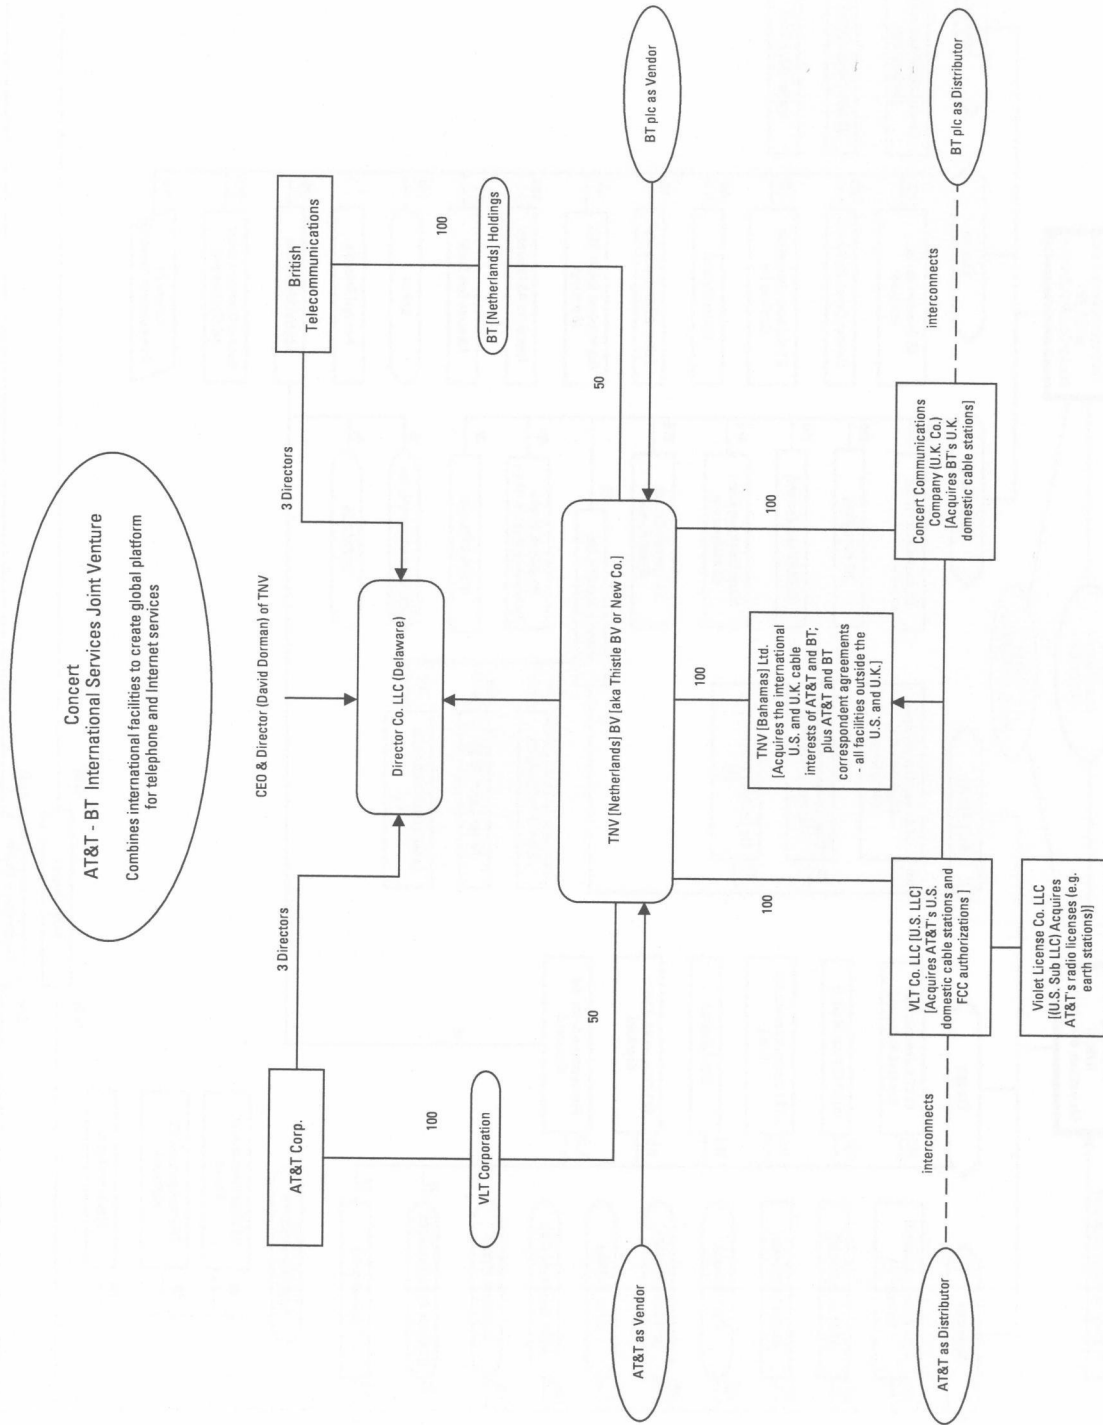 Concert
AT&T - BT International Services Joint Venture
Combines international facilities to create global platform
for telephone and Internet services
CEO & Director (David Dorman) of TNV
3 Directors
3 Directors
AT&T Corp.
Director Co. LLC (Delaware)
British
Telecommunications
100
100
VLT Corporation
BT [Netherlands] Holdings
50
50
AT&T as Vendor
TNV [Netherlands] BV [aka Thistle BV or New Co.]
BT plc as Vendor
100
100
100
TNV [Bahamas] Ltd.
[Acquires the international
U.S. and U.K. cable
interests of AT&T and BT;
plus AT&T and BT
correspondent agreements
- all facilities outside the
U.S. and U.K.]
AT&T as Distributor
interconnects
VLT Co. LLC [U.S. LLC]
[Acquires AT&T's U.S.
domestic cable stations and
FCC authorizations ]
Concert Communications
Company (U.K. Co.)
[Acquires BT's U.K.
domestic cable stations]
interconnects
BT plc as Distributor
Violet License Co. LLC
[(U.S. Sub LLC) Acquires
AT&T's radio licenses (e.g.
earth stations)]